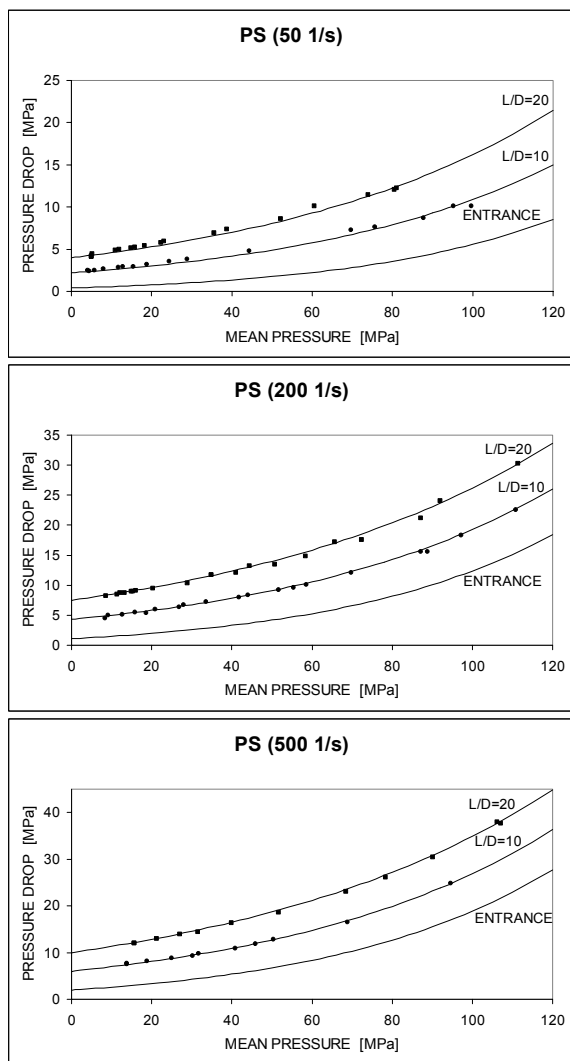 PS (50 1/s)
25
20
15
10
5
0
PRESSURE DROP [MPa]
L/D=20
L/D=10
ENTRANCE
0 20 40 60 80 100 120
MEAN PRESSURE [MPa]
PS (200 1/s)
35
30
25
20
15
10
5
0
PRESSURE DROP [MPa]
L/D=20
L/D=10
ENTRANCE
0 20 40 60 80 100 120
MEAN PRESSURE [MPa]
PS (500 1/s)
40
30
20
10
0
PRESSURE DROP [MPa]
L/D=20
L/D=10
ENTRANCE
0 20 40 60 80 100 120
MEAN PRESSURE [MPa]